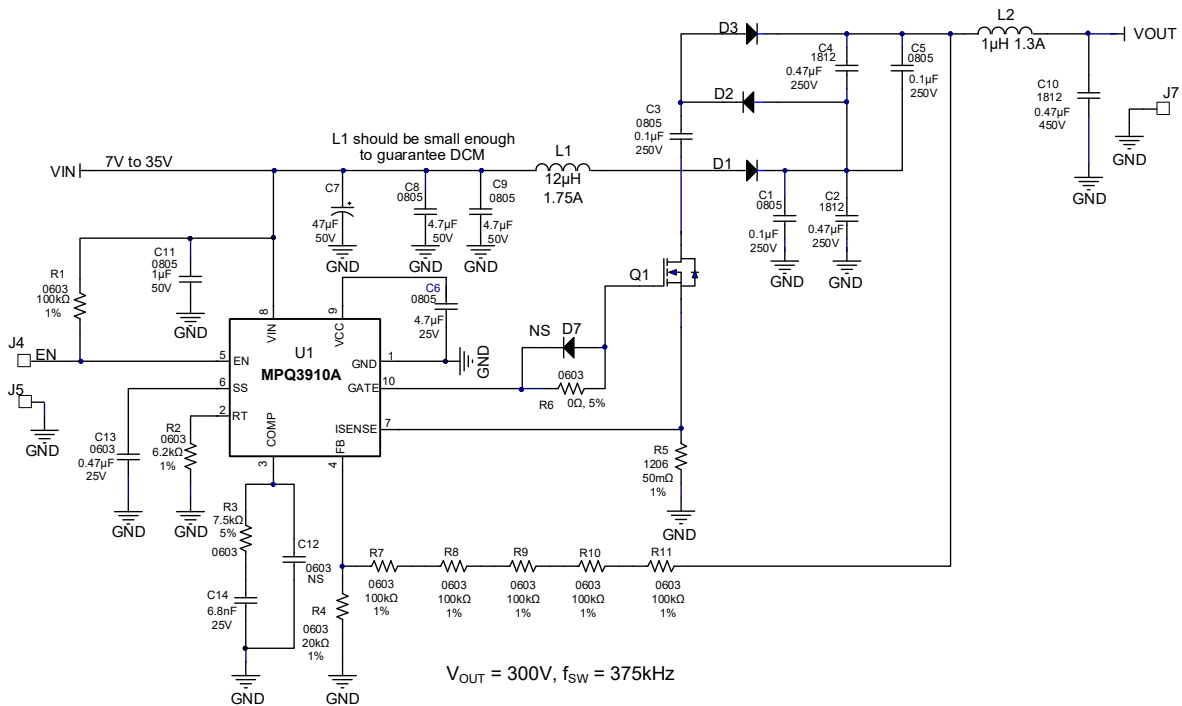 D3
L2
1µH 1.3A
VOUT
C4
1812
0.47µF
250V
C5
0805
0.1µF
250V
D2
C10
1812
0.47µF
450V
J7
GND
GND
C3
0805
0.1µF
250V
L1 should be small enough
to guarantee DCM
VIN
7V to 35V
L1
12µH
1.75A
D1
C7
47µF
50V
GND
C8
0805
4.7µF
50V
GND
C9
0805
4.7µF
50V
GND
C1
0805
0.1µF
250V
GND
C2
1812
0.47µF
250V
GND
C11
0805
1µF
50V
GND
R1
0603
100kΩ
1%
Q1
C6
0805
4.7µF
25V
GND
8
9
VIN
VCC
U1
MPQ3910A
J4
EN
5
EN
GND
1
6
SS
GATE
10
2
RT
ISENSE
7
COMP
FB
3
4
NS
D7
0603
R6
0Ω, 5%
J5
GND
C13
0603
0.47µF
25V
GND
R2
0603
6.2kΩ
1%
GND
R5
1206
50mΩ
1%
GND
R3
7.5kΩ
5%
0603
C12
0603
NS
C14
6.8nF
25V
GND
R4
0603
20kΩ
1%
GND
R7
0603
100kΩ
1%
R8
0603
100kΩ
1%
R9
0603
100kΩ
1%
R10
0603
100kΩ
1%
R11
0603
100kΩ
1%
VOUT = 300V, fSW = 375kHz